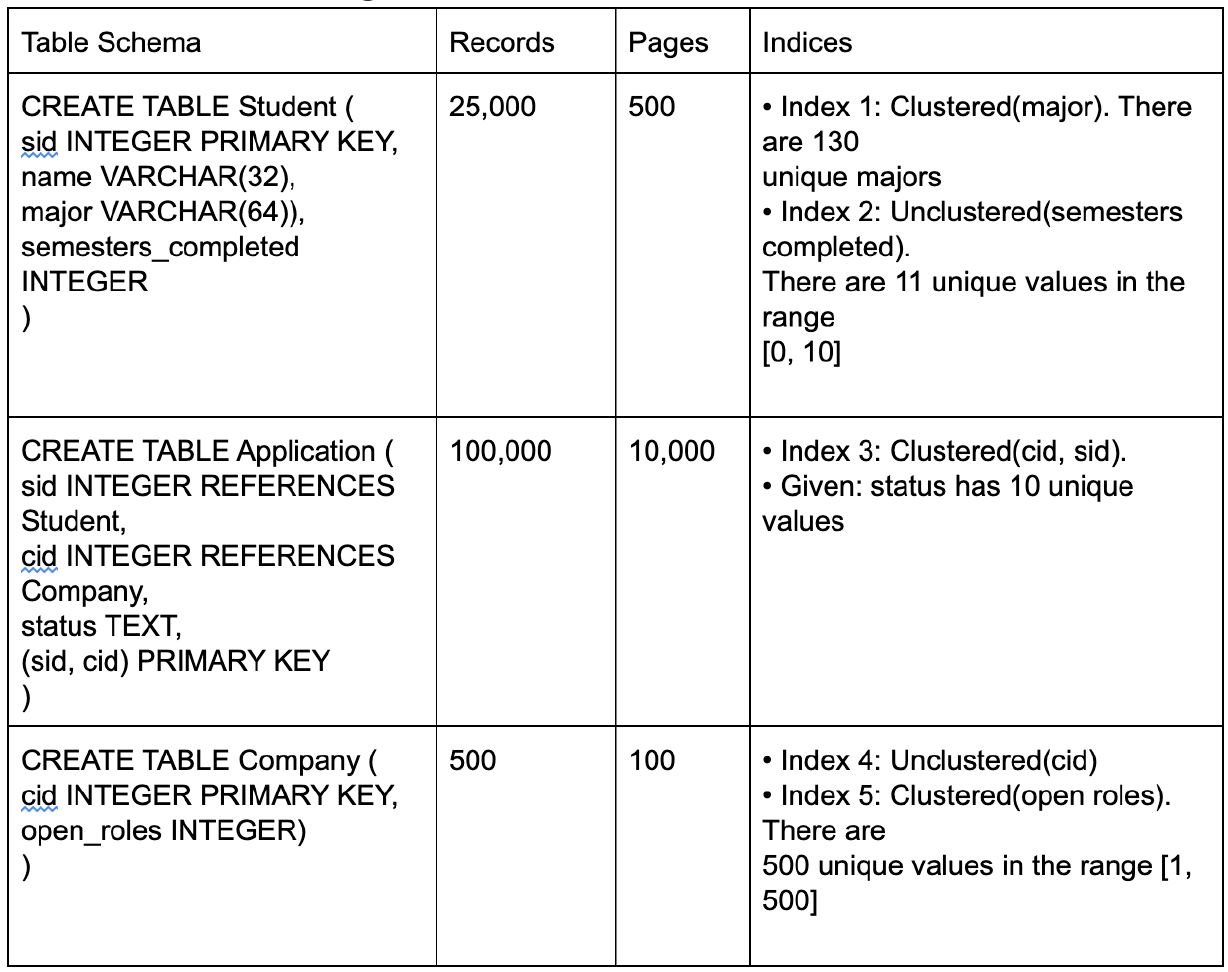 Table Schema
Records
Pages
Indices
CREATE TABLE Student (
sid INTEGER PRIMARY KEY,
name VARCHAR(32),
major VARCHAR(64)),
semesters_completed
INTEGER
)
25,000
500
• Index 1: Clustered(major). There
are 130
unique majors
• Index 2: Unclustered(semesters
completed).
There are 11 unique values in the
range
[0, 10]
CREATE TABLE Application (
sid INTEGER REFERENCES
Student,
cid INTEGER REFERENCES
Company,
status TEXT,
(sid, cid) PRIMARY KEY
)
100,000
10,000
• Index 3: Clustered(cid, sid).
• Given: status has 10 unique
values
CREATE TABLE Company (
cid INTEGER PRIMARY KEY,
open_roles INTEGER)
)
500
100
• Index 4: Unclustered(cid)
• Index 5: Clustered(open roles).
There are
500 unique values in the range [1,
500]